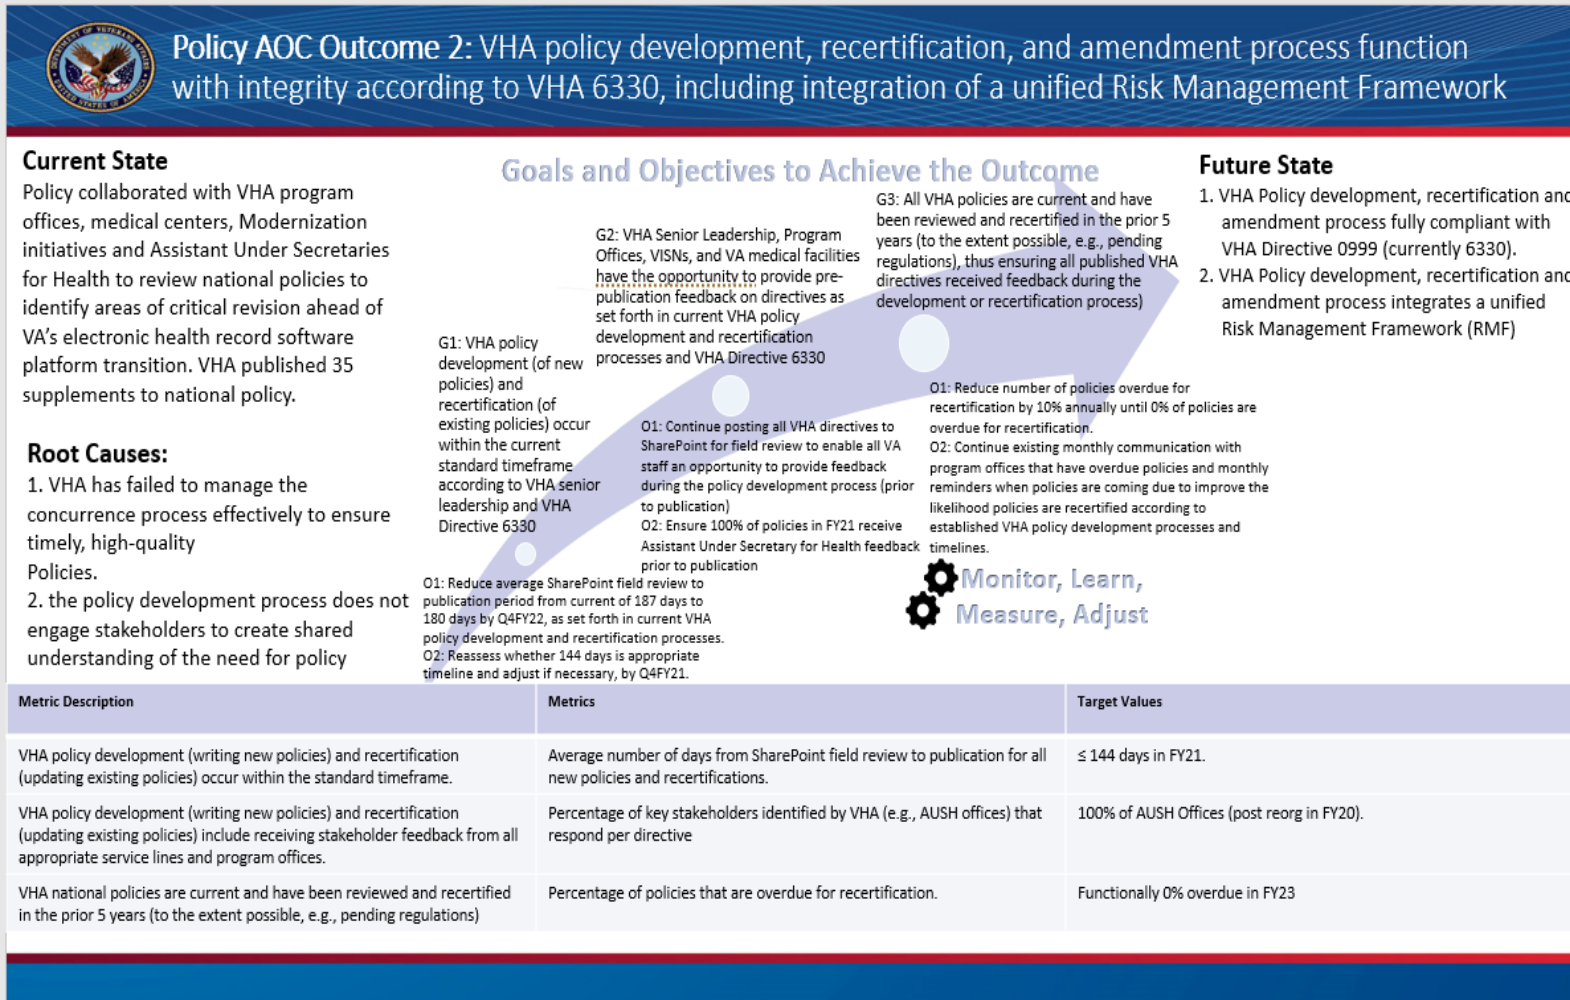 Policy AOC Outcome 2: VHA policy development, recertification, and amendment process function
with integrity according to VHA 6330, including integration of a unified Risk Management Framework
Current State
Policy collaborated with VHA program
offices, medical centers, Modernization
initiatives and Assistant Under Secretaries
for Health to review national policies to
identify areas of critical revision ahead of
VA's electronic health record software
platform transition. VHA published 35
supplements to national policy.
Root Causes:
1. VHA has failed to manage the
concurrence process effectively to ensure
timely, high-quality
Policies.
2. the policy development process does not
engage stakeholders to create shared
understanding of the need for policy
Goals and Objectives to Achieve the Outcome
G1: VHA policy
development (of new
policies) and
recertification (of
existing policies) occur
within the current
standard timeframe
according to VHA senior
leadership and VHA
Directive 6330
O1: Reduce average SharePoint field review to
publication period from current of 187 days to
180 days by Q4FY22, as set forth in current VHA
policy development and recertification processes.
O2: Reassess whether 144 days is appropriate
timeline and adjust if necessary, by Q4FY21.
G2: VHA Senior Leadership, Program
Offices, VISNs, and VA medical facilities
have the opportunity to provide pre-
publication feedback on directives as
set forth in current VHA policy
development and recertification
processes and VHA Directive 6330
O1: Continue posting all VHA directives to
SharePoint for field review to enable all VA
staff an opportunity to provide feedback
during the policy development process (prior
to publication)
O2: Ensure 100% of policies in FY21 receive
Assistant Under Secretary for Health feedback
prior to publication
G3: All VHA policies are current and have
been reviewed and recertified in the prior 5
years (to the extent possible, e.g., pending
regulations), thus ensuring all published VHA
directives received feedback during the
development or recertification process)
O1: Reduce number of policies overdue for
recertification by 10% annually until 0% of policies are
overdue for recertification.
O2: Continue existing monthly communication with
program offices that have overdue policies and monthly
reminders when policies are coming due to improve the
likelihood policies are recertified according to
established VHA policy development processes and
timelines.
Monitor, Learn,
Measure, Adjust
Future State
1. VHA Policy development, recertification and
amendment process fully compliant with
VHA Directive 0999 (currently 6330).
2. VHA Policy development, recertification and
amendment process integrates a unified
Risk Management Framework (RMF)
Metric Description
Metrics
Target Values
VHA policy development (writing new policies) and recertification
(updating existing policies) occur within the standard timeframe.
Average number of days from SharePoint field review to publication for all
new policies and recertifications.
≤ 144 days in FY21.
VHA policy development (writing new policies) and recertification
(updating existing policies) include receiving stakeholder feedback from all
appropriate service lines and program offices.
Percentage of key stakeholders identified by VHA (e.g., AUSH offices) that
respond per directive
100% of AUSH Offices (post reorg in FY20).
VHA national policies are current and have been reviewed and recertified
in the prior 5 years (to the extent possible, e.g., pending regulations)
Percentage of policies that are overdue for recertification.
Functionally 0% overdue in FY23